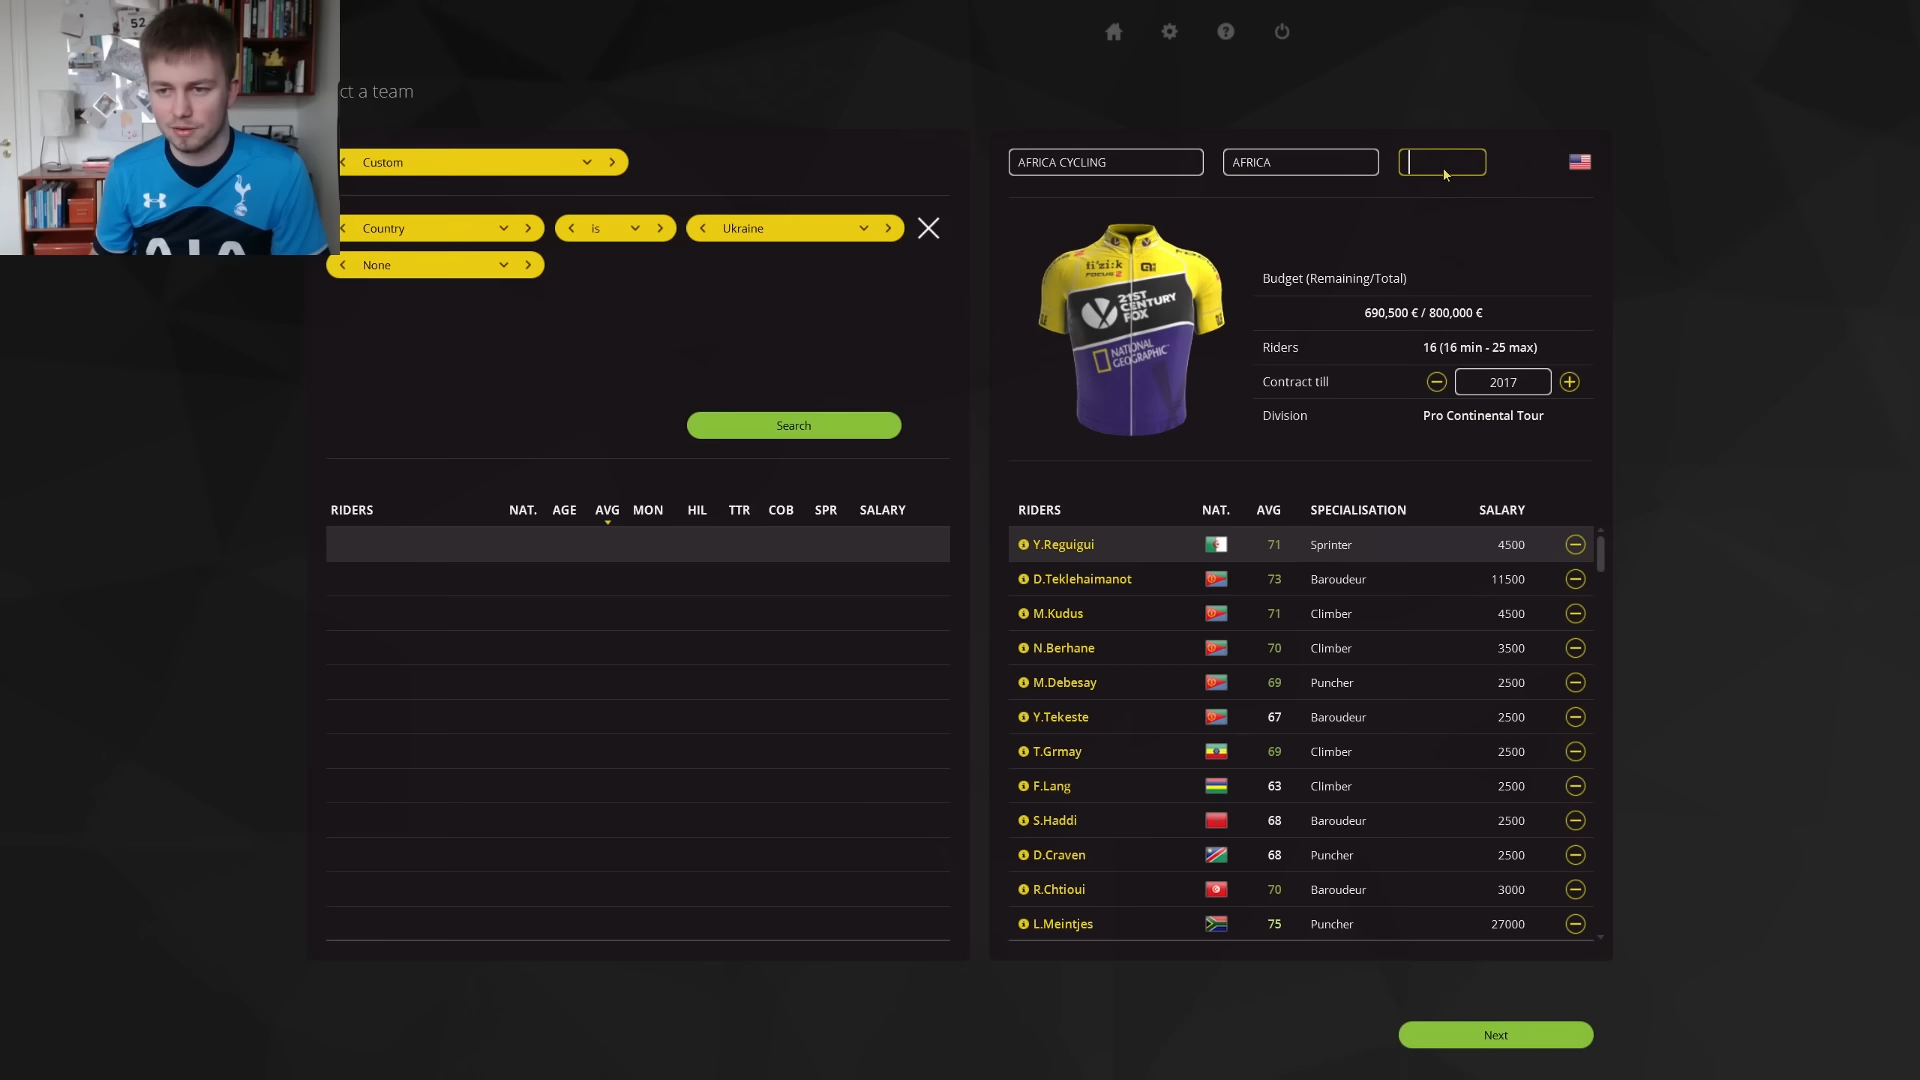 52
ct a team
Custom
Country is Ukraine
None
Search
RIDERS NAT. AGE AVG MON HIL TTR COB SPR SALARY
AFRICA CYCLING AFRICA
fi'zi:k
FOCUS
21ST
CENTURY
FOX
NATIONAL
GEOGRAPHIC
Budget (Remaining/Total)
690,500 € / 800,000 €
Riders 16 (16 min - 25 max)
Contract till 2017
Division Pro Continental Tour
RIDERS NAT. AVG SPECIALISATION SALARY
Y.Reguigui 71 Sprinter 4500
D.Teklehaimanot 73 Baroudeur 11500
M.Kudus 71 Climber 4500
N.Berhane 70 Climber 3500
M.Debesay 69 Puncher 2500
Y.Tekeste 67 Baroudeur 2500
T.Grmay 69 Climber 2500
F.Lang 63 Climber 2500
S.Haddi 68 Baroudeur 2500
D.Craven 68 Puncher 2500
R.Chtioui 70 Baroudeur 3000
L.Meintjes 75 Puncher 27000
Next